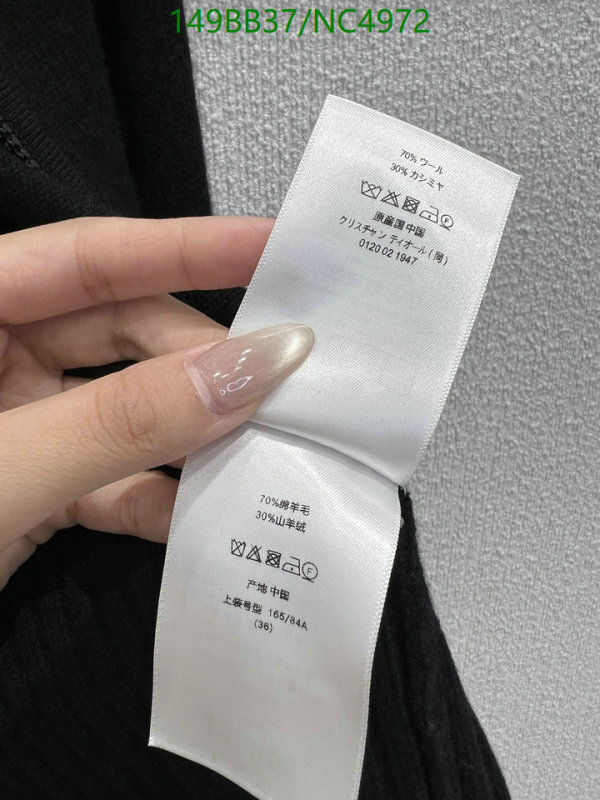 149BB37/NC4972
70% ウール
30% カシミヤ
原産国 中国
クリスチャン ディオール(同)
0120 02 1947
70%绵羊毛
30%山羊绒
F
产地 中国
上装号型 165/84A
(36)